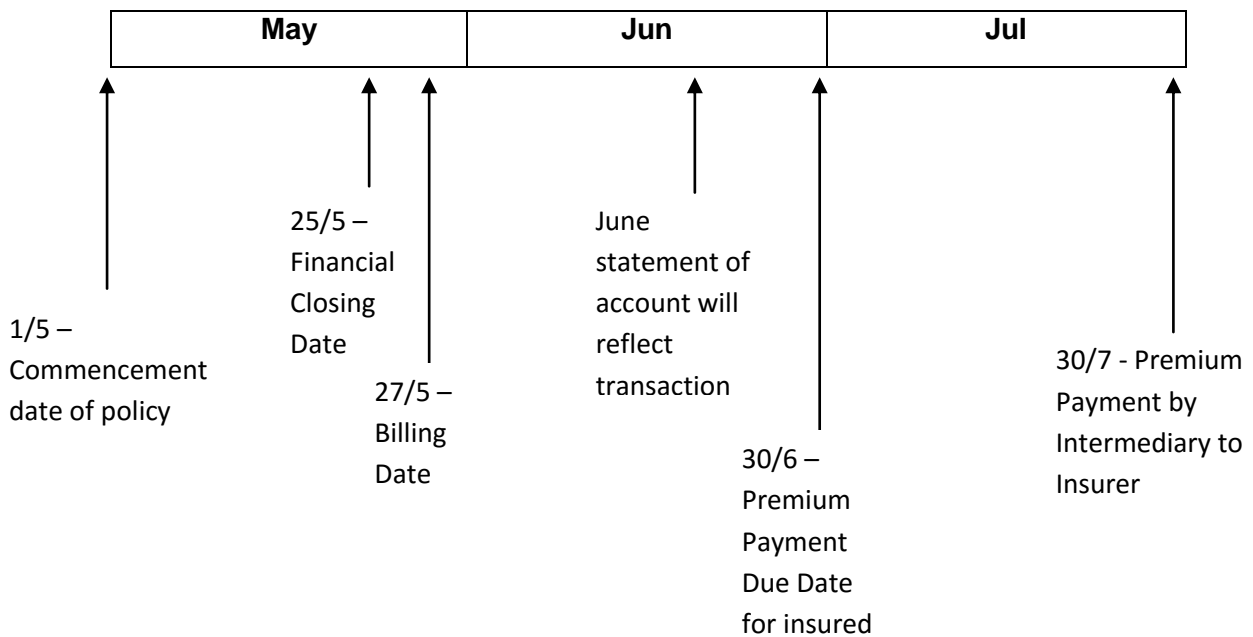 May
Jun
Jul
1/5 –
Commencement
date of policy
25/5 –
Financial
Closing
Date
27/5 –
Billing
Date
June
statement of
account will
reflect
transaction
30/6 –
Premium
Payment
Due Date
for insured
30/7 - Premium
Payment by
Intermediary to
Insurer